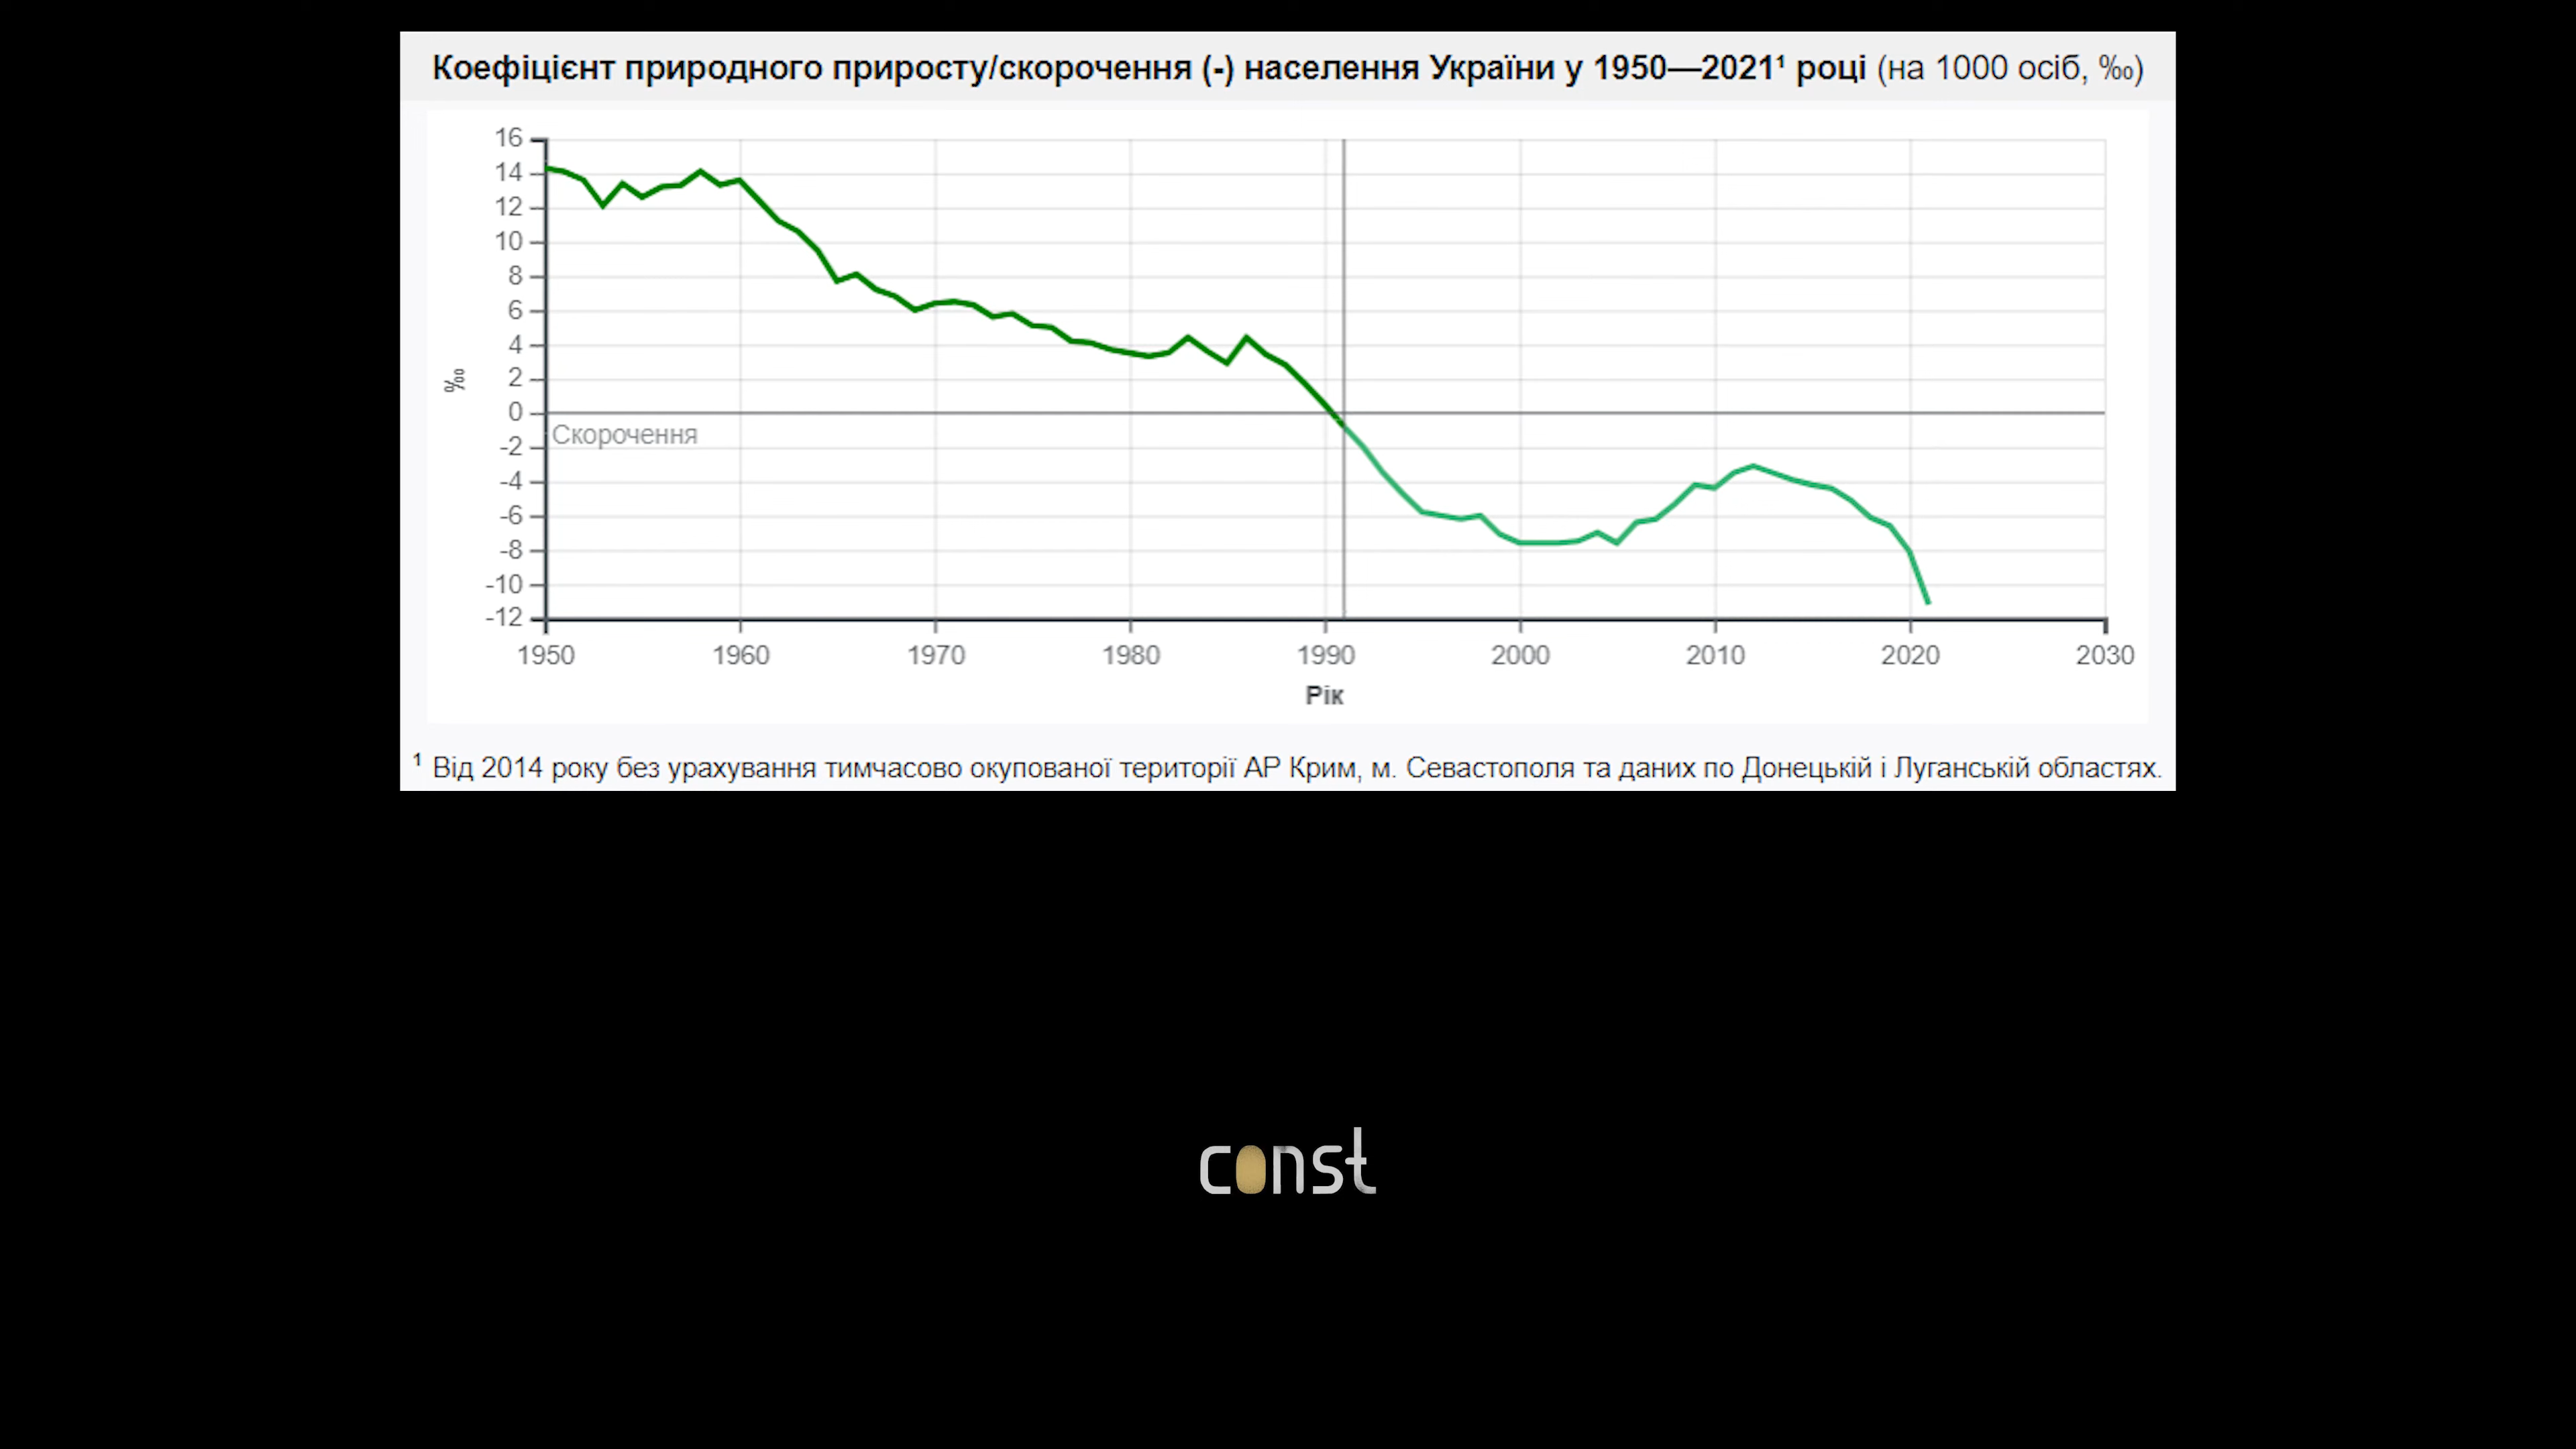 Коефіцієнт природного приросту/скорочення (-) населення України у 1950—2021¹ році (на 1000 осіб, ‰)
16
14
12
10
8
6
4
2
0
-2
-4
-6
-8
-10
-12
‰
Скорочення
1950 1960 1970 1980 1990 2000 2010 2020 2030
Рік
¹ Від 2014 року без урахування тимчасово окупованої території АР Крим, м. Севастополя та даних по Донецькій і Луганській областях.
const